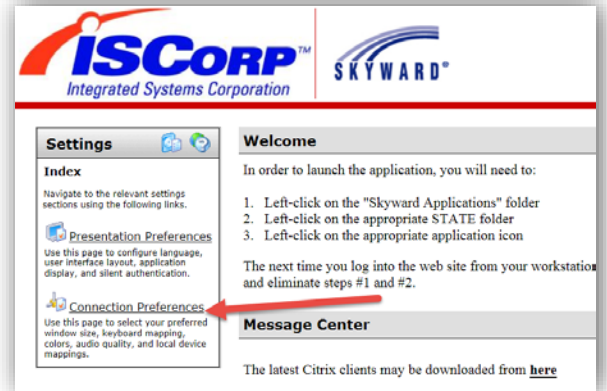 ISCORP™
Integrated Systems Corporation
SKYWARD®
Settings
Index
Navigate to the relevant settings
sections using the following links.
Presentation Preferences
Use this page to configure language,
user interface layout, application
display, and silent authentication.
Connection Preferences
Use this page to select your preferred
window size, keyboard mapping,
colors, audio quality, and local device
mappings.
Welcome
In order to launch the application, you will need to:
1. Left-click on the "Skyward Applications" folder
2. Left-click on the appropriate STATE folder
3. Left-click on the appropriate application icon
The next time you log into the web site from your workstation
and eliminate steps #1 and #2.
Message Center
The latest Citrix clients may be downloaded from here